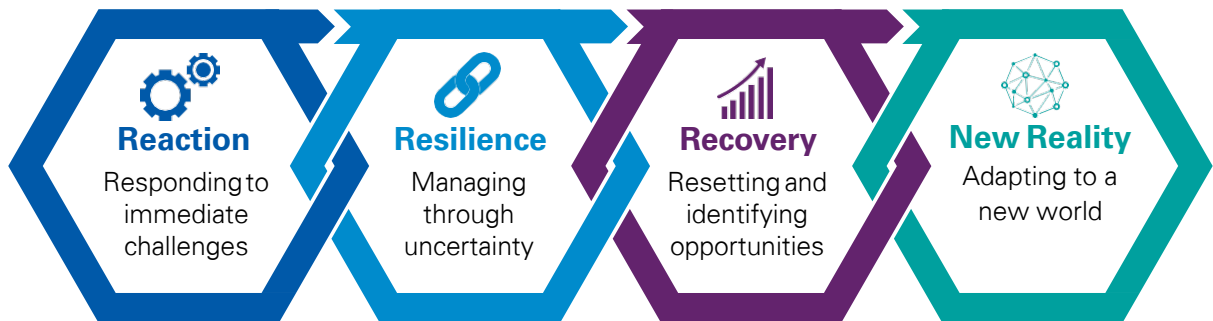 Reaction
Responding to
immediate
challenges
Resilience
Managing
through
uncertainty
Recovery
Resetting and
identifying
opportunities
New Reality
Adapting to a
new world